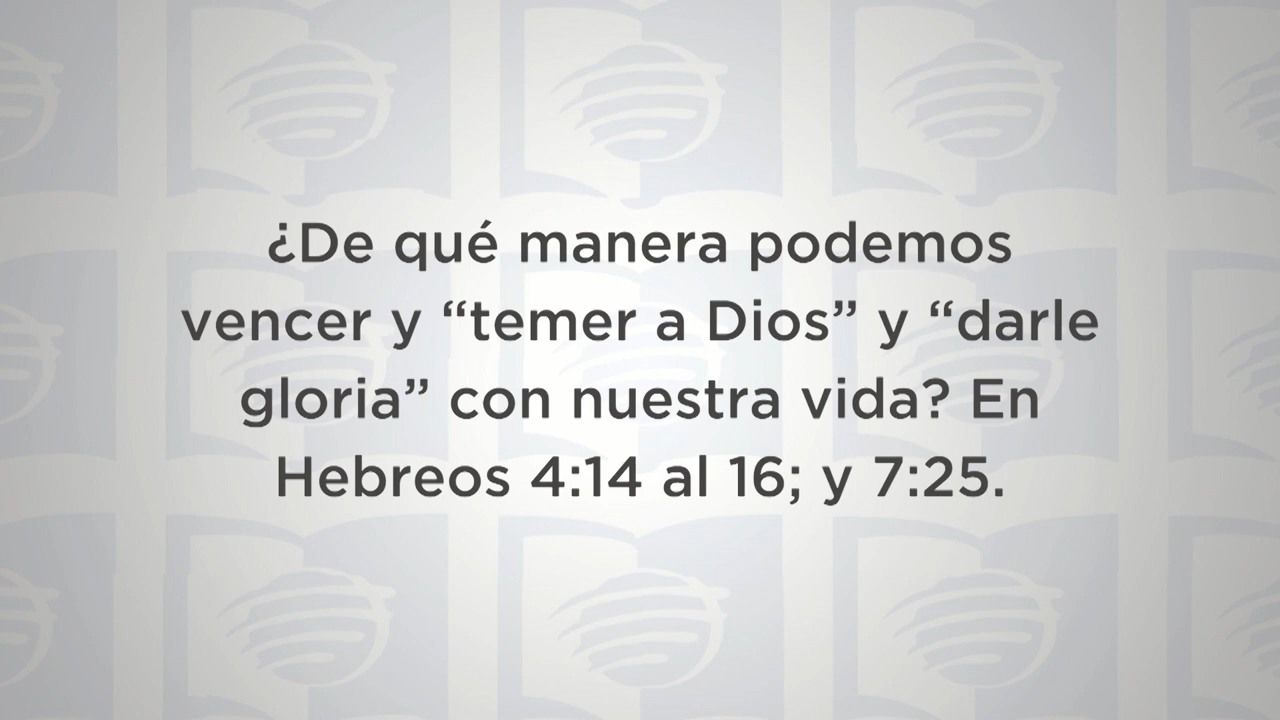 ¿De qué manera podemos
vencer y “temer a Dios” y “darle
gloria” con nuestra vida? En
Hebreos 4:14 al 16; y 7:25.